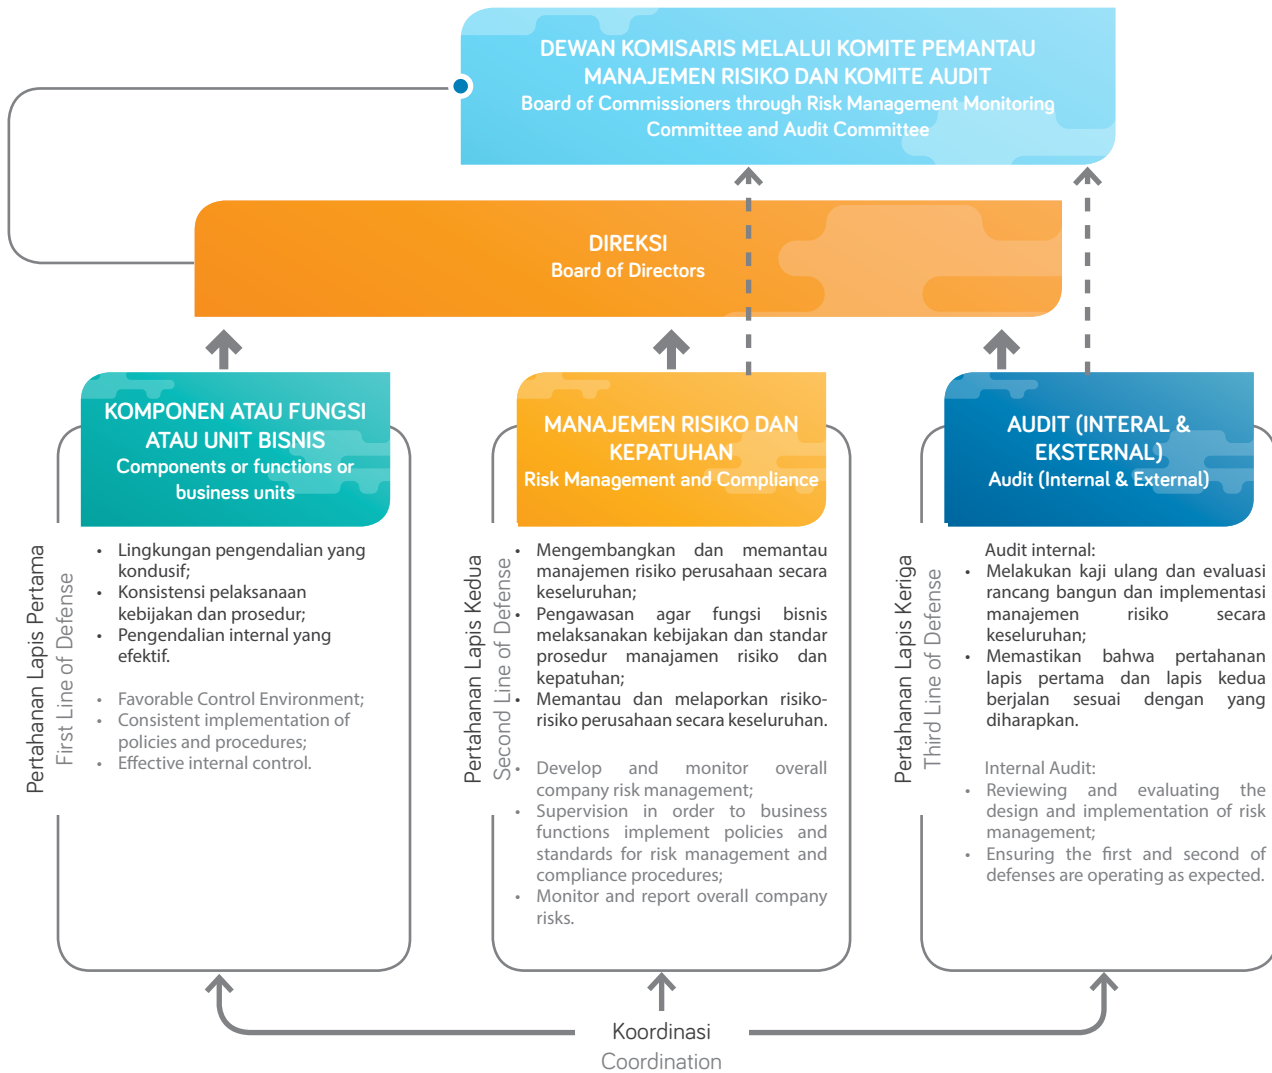 DEWAN KOMISARIS MELALUI KOMITE PEMANTAU
MANAJEMEN RISIKO DAN KOMITE AUDIT
Board of Commissioners through Risk Management Monitoring
Committee and Audit Committee
DIREKSI
Board of Directors
KOMPONEN ATAU FUNGSI
ATAU UNIT BISNIS
Components or functions or
business units
Pertahanan Lapis Pertama
First Line of Defense
• Lingkungan pengendalian yang
kondusif;
• Konsistensi pelaksanaan
kebijakan dan prosedur;
• Pengendalian internal yang
efektif.
• Favorable Control Environment;
• Consistent implementation of
policies and procedures;
• Effective internal control.
MANAJEMEN RISIKO DAN
KEPATUHAN
Risk Management and Compliance
Pertahanan Lapis Kedua
Second Line of Defense
• Mengembangkan dan memantau
manajemen risiko perusahaan secara
keseluruhan;
• Pengawasan agar fungsi bisnis
melaksanakan kebijakan dan standar
prosedur manajamen risiko dan
kepatuhan;
• Memantau dan melaporkan risiko-
risiko perusahaan secara keseluruhan.
• Develop and monitor overall
company risk management;
• Supervision in order to business
functions implement policies and
standards for risk management and
compliance procedures;
• Monitor and report overall company
risks.
AUDIT (INTERAL &
EKSTERNAL)
Audit (Internal & External)
Pertahanan Lapis Keriga
Third Line of Defense
Audit internal:
• Melakukan kaji ulang dan evaluasi
rancang bangun dan implementasi
manajemen risiko secara
keseluruhan;
• Memastikan bahwa pertahanan
lapis pertama dan lapis kedua
berjalan sesuai dengan yang
diharapkan.
Internal Audit:
• Reviewing and evaluating the
design and implementation of risk
management;
• Ensuring the first and second of
defenses are operating as expected.
Koordinasi
Coordination